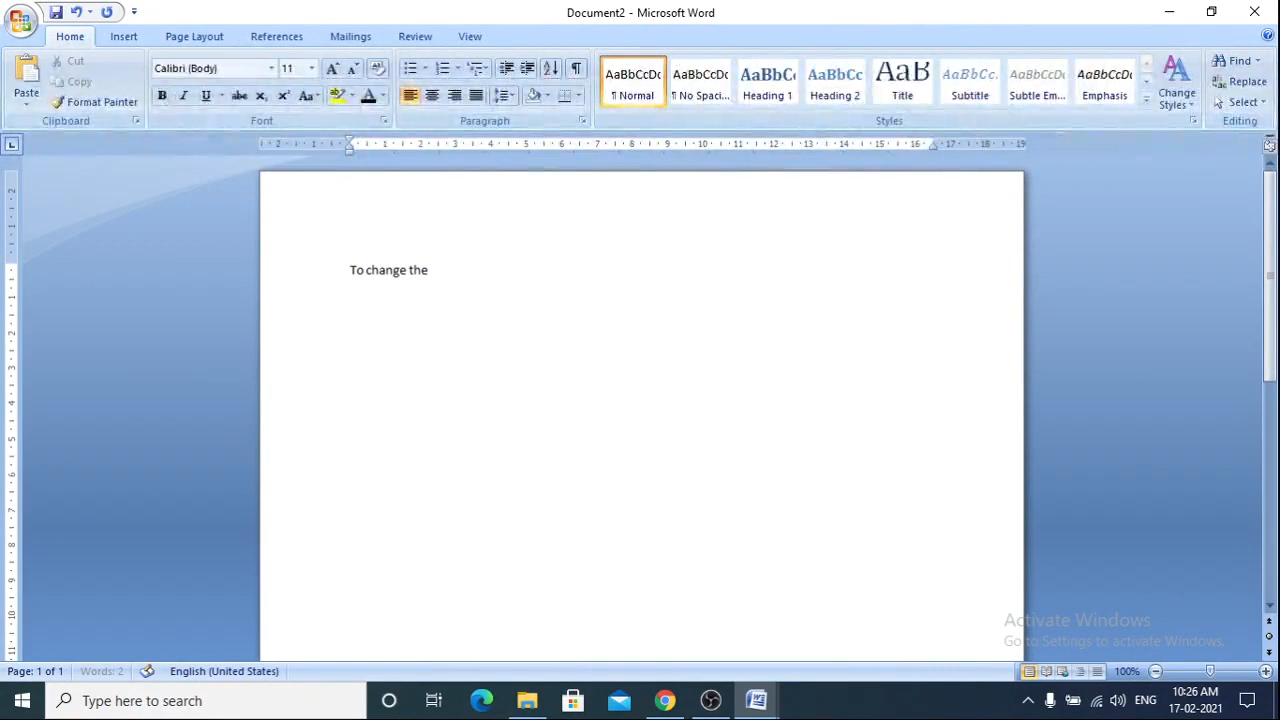 Document2 - Microsoft Word
Home Insert Page Layout References Mailings Review View
Paste
Cut
Copy
Format Painter
Clipboard
Calibri (Body) 11
Font
Paragraph
AaBbCcDc AaBbCcDc AaBbC AaBbCc AaB AaBbCc. AaBbCcDc AaBbCcDc
¶ Normal ¶ No Spaci... Heading 1 Heading 2 Title Subtitle Subtle Em... Emphasis
Styles
Change Styles
Find
Replace
Select
Editing
To change the
Activate Windows
Go to Settings to activate Windows.
Page: 1 of 1 Words: 2 English (United States) 100%
Type here to search
ENG
10:26 AM
17-02-2021